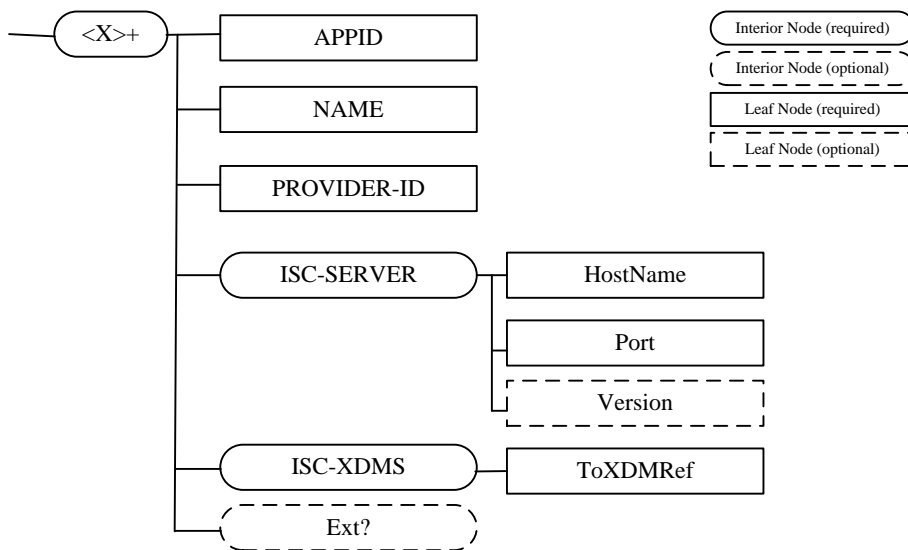 <X>+
APPID
NAME
PROVIDER-ID
ISC-SERVER
HostName
Port
Version
ISC-XDMS
ToXDMRef
Ext?
Interior Node (required)
Interior Node (optional)
Leaf Node (required)
Leaf Node (optional)